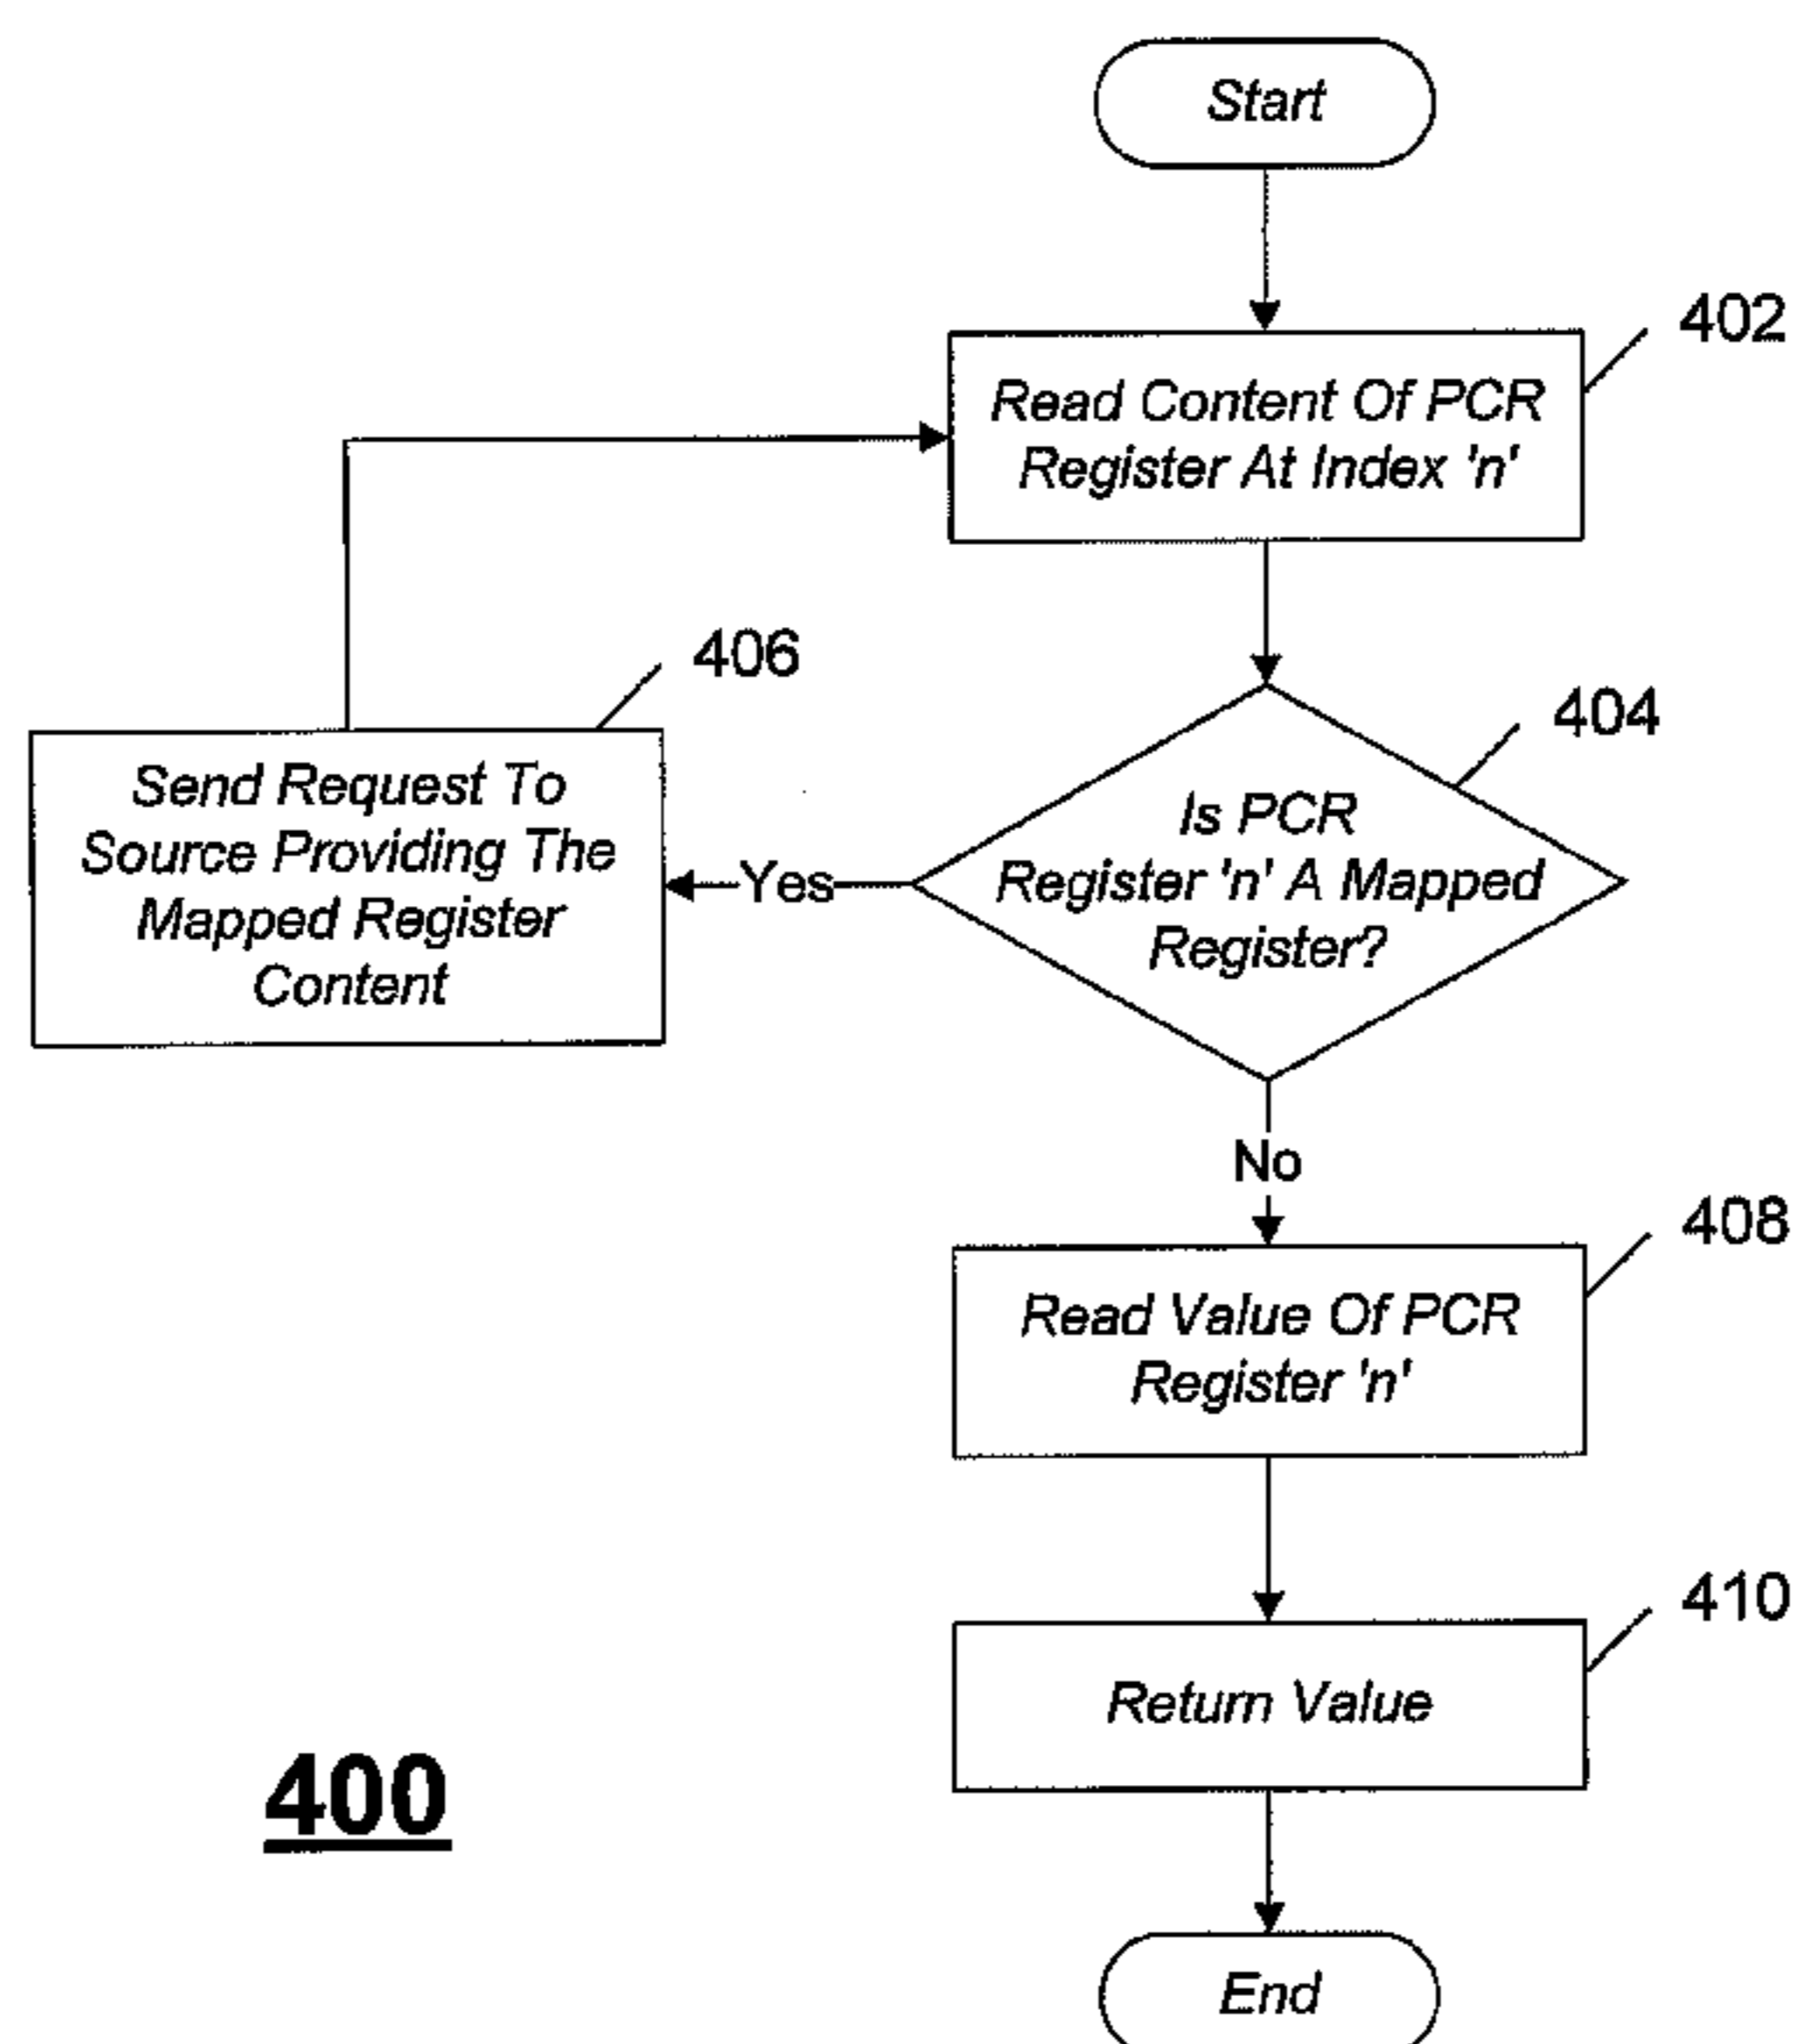 Start
402
Read Content Of PCR
Register At Index 'n'
406
404
Send Request To
Source Providing The
Mapped Register
Content
Yes
Is PCR
Register 'n' A Mapped
Register?
No
408
Read Value Of PCR
Register 'n'
410
Return Value
400
End